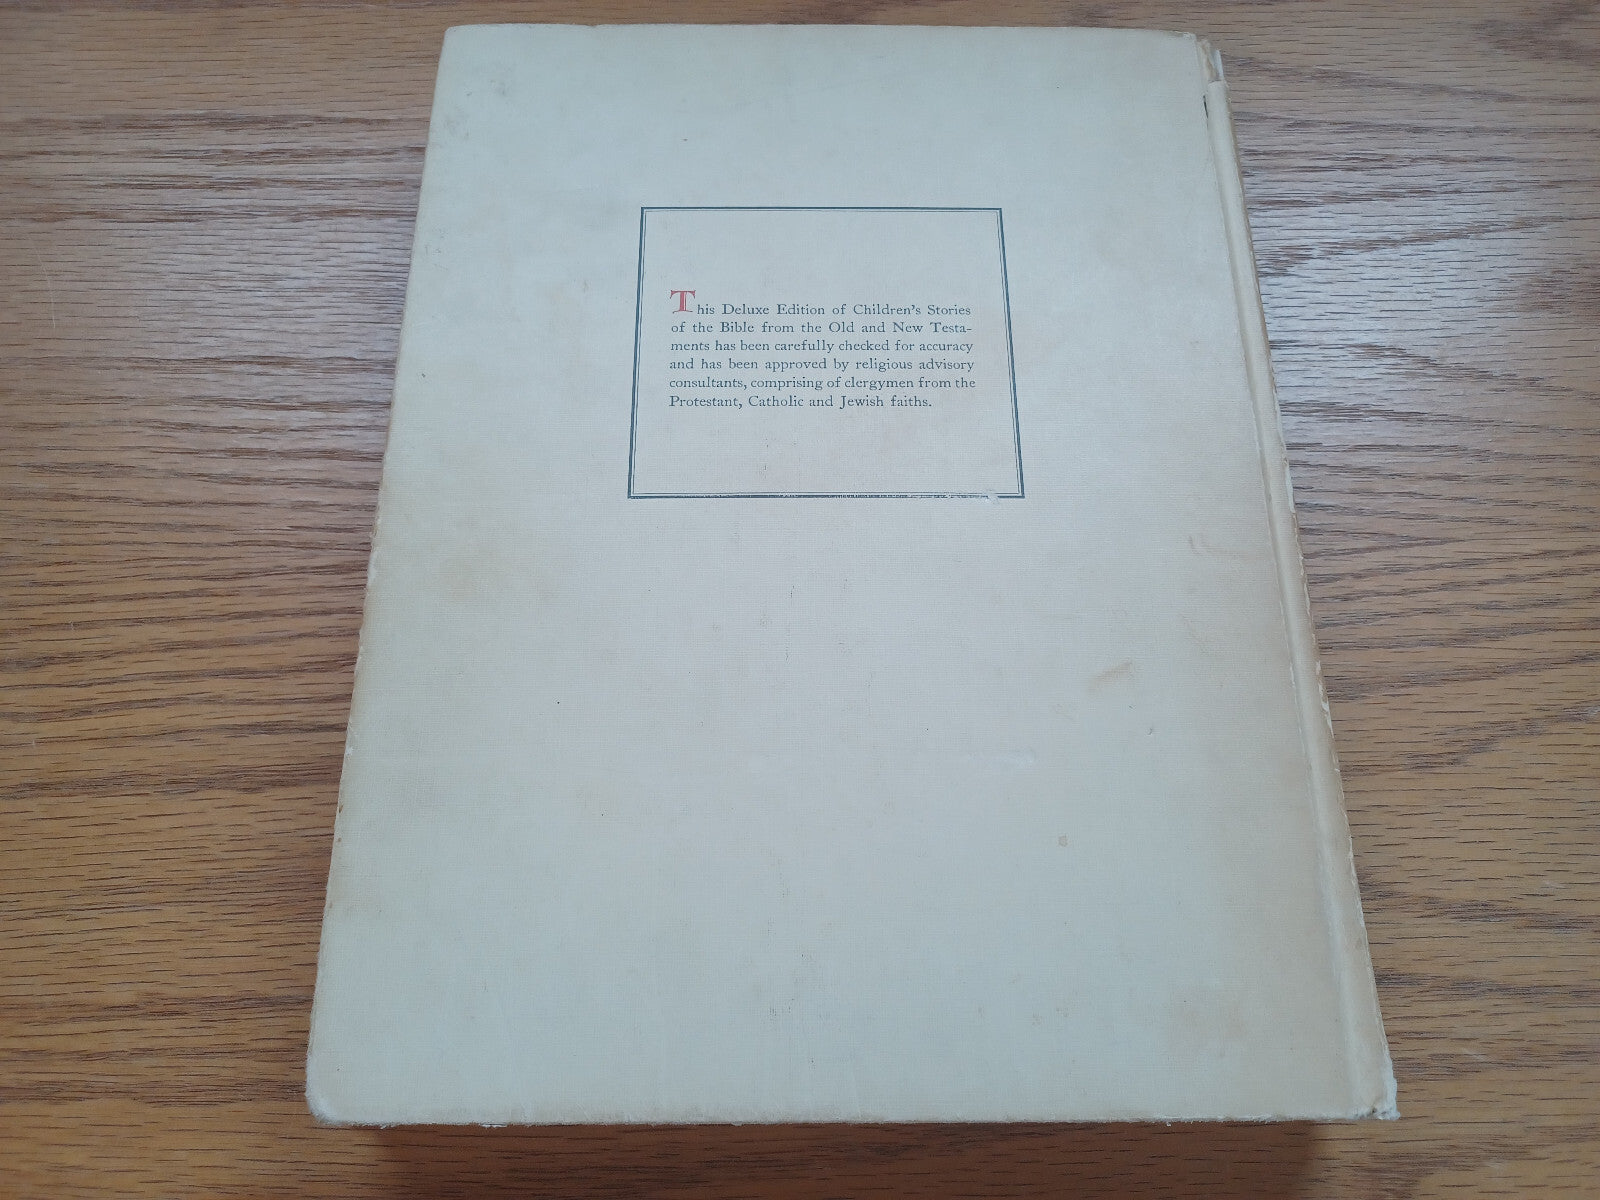 This Deluxe Edition of Children's Stories
of the Bible from the Old and New Testa-
ments has been carefully checked for accuracy
and has been approved by religious advisory
consultants, comprising of clergymen from the
Protestant, Catholic and Jewish faiths.